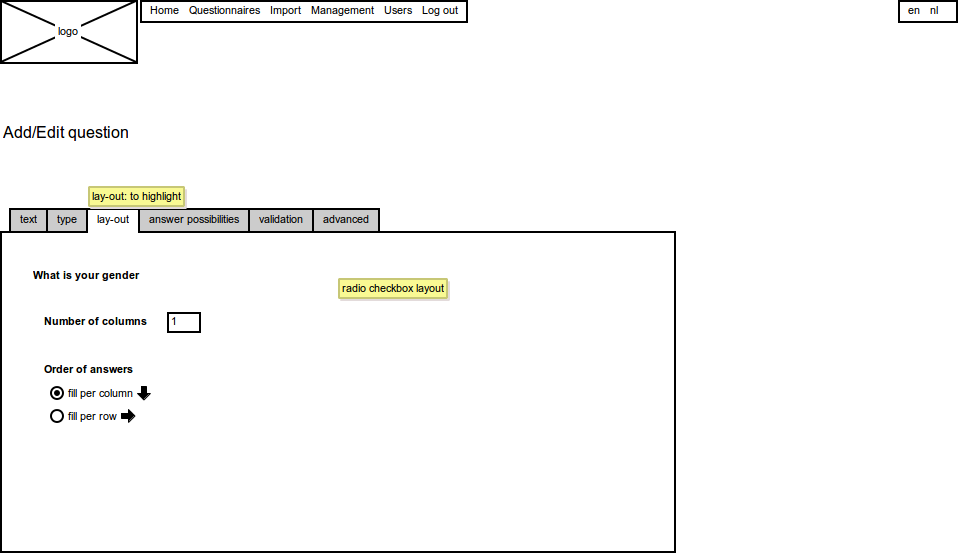 logo
Home Questionnaires Import Management Users Log out
en nl
Add/Edit question
lay-out: to highlight
text type lay-out answer possibilities validation advanced
What is your gender
radio checkbox layout
Number of columns 1
Order of answers
fill per column
fill per row